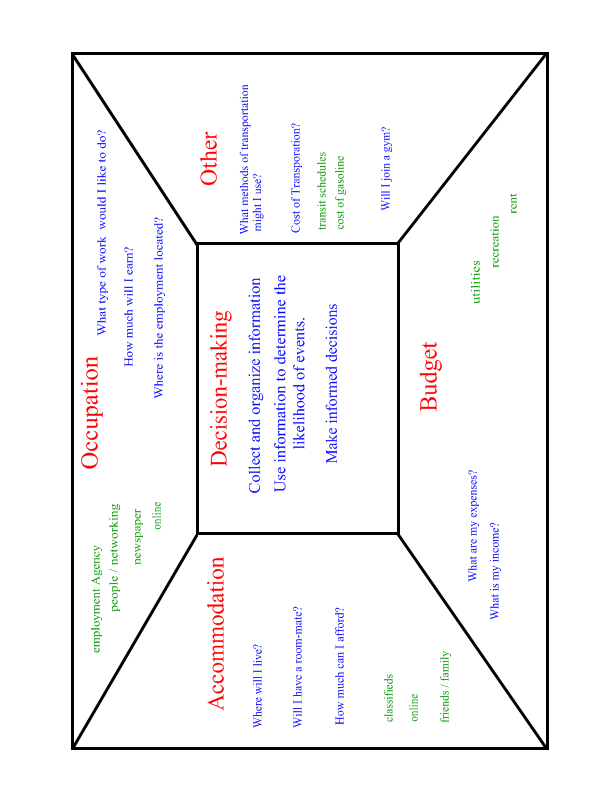 Occupation
employment Agency
people / networking
newspaper
online
What type of work would I like to do?
How much will I earn?
Where is the employment located?
Accommodation
Where will I live?
Will I have a room-mate?
How much can I afford?
classifieds
online
friends / family
Decision-making
Collect and organize information
Use information to determine the
likelihood of events.
Make informed decisions
Other
What methods of transportation
might I use?
Cost of Transporation?
transit schedules
cost of gasoline
Will I join a gym?
Budget
What are my expenses?
What is my income?
utilities
recreation
rent